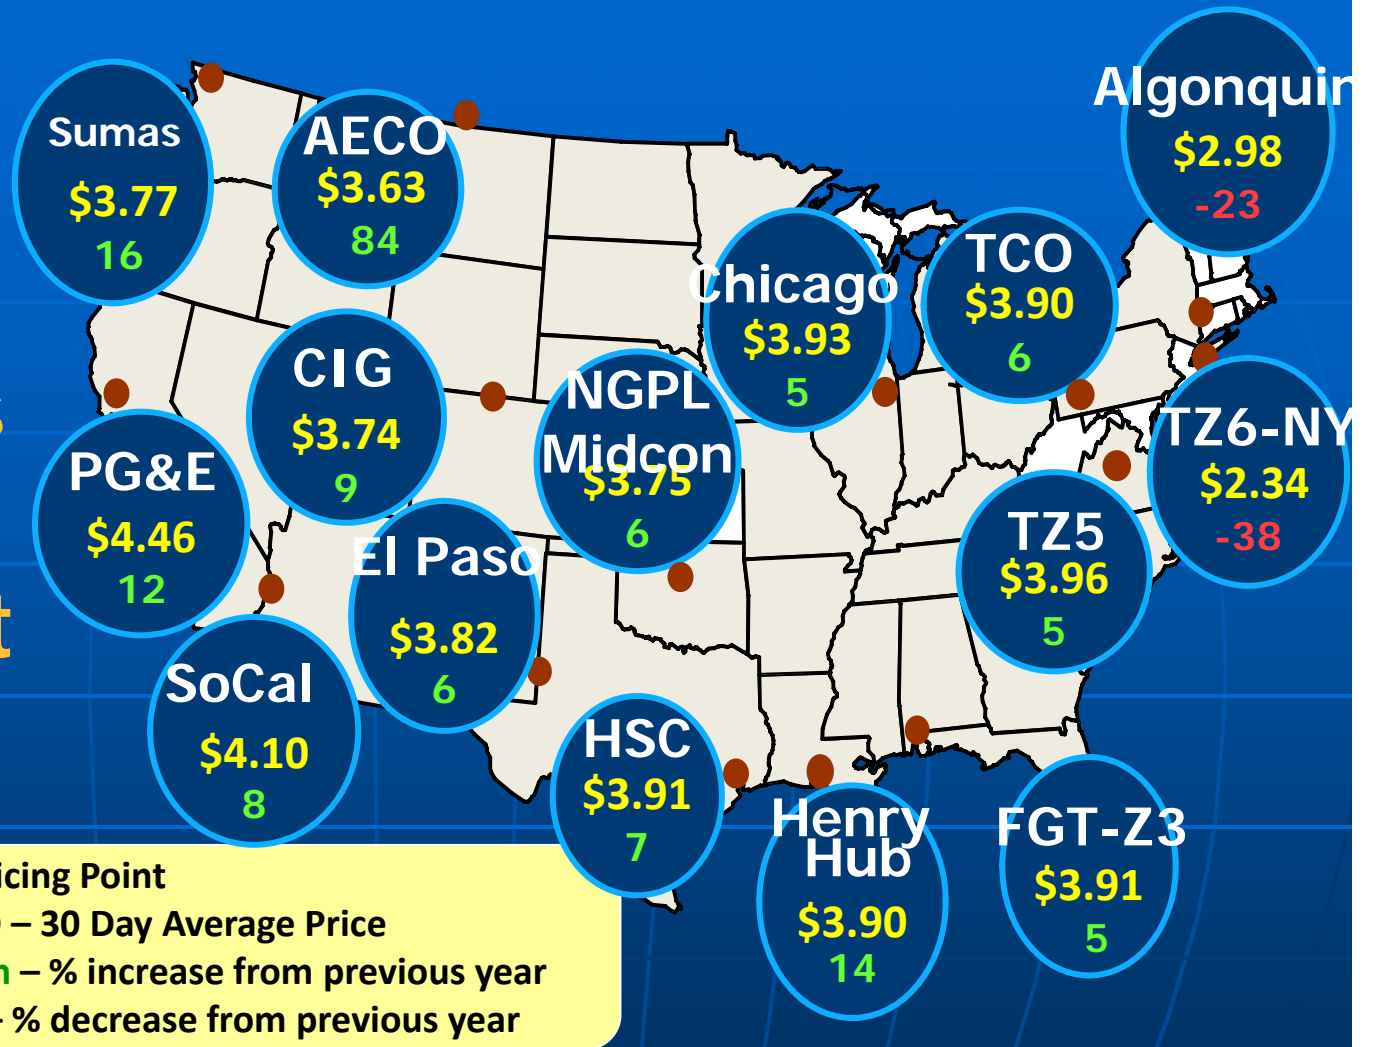 Algonquin
$2.98
-23
Sumas
$3.77
16
AECO
$3.63
84
TCO
$3.90
6
Chicago
$3.93
5
CIG
$3.74
9
NGPL
Midcon
$3.75
6
TZ6-NY
$2.34
-38
PG&E
$4.46
12
El Paso
$3.82
6
TZ5
$3.96
5
SoCal
$4.10
8
HSC
$3.91
7
Henry
Hub
$3.90
14
FGT-Z3
$3.91
5
icing Point
– 30 Day Average Price
n – % increase from previous year
- % decrease from previous year
t